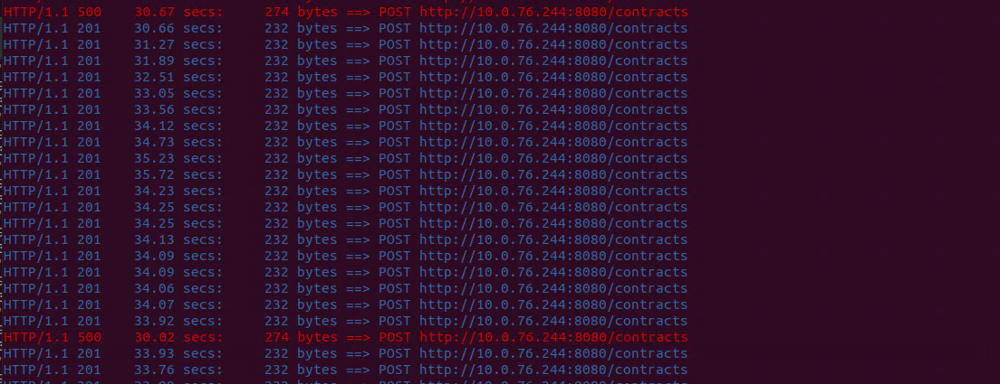 HTTP/1.1 500    30.67 secs:     274 bytes ==> POST http://10.0.76.244:8080/contracts
HTTP/1.1 201    30.66 secs:     232 bytes ==> POST http://10.0.76.244:8080/contracts
HTTP/1.1 201    31.27 secs:     232 bytes ==> POST http://10.0.76.244:8080/contracts
HTTP/1.1 201    31.89 secs:     232 bytes ==> POST http://10.0.76.244:8080/contracts
HTTP/1.1 201    32.51 secs:     232 bytes ==> POST http://10.0.76.244:8080/contracts
HTTP/1.1 201    33.05 secs:     232 bytes ==> POST http://10.0.76.244:8080/contracts
HTTP/1.1 201    33.56 secs:     232 bytes ==> POST http://10.0.76.244:8080/contracts
HTTP/1.1 201    34.12 secs:     232 bytes ==> POST http://10.0.76.244:8080/contracts
HTTP/1.1 201    34.73 secs:     232 bytes ==> POST http://10.0.76.244:8080/contracts
HTTP/1.1 201    35.23 secs:     232 bytes ==> POST http://10.0.76.244:8080/contracts
HTTP/1.1 201    35.72 secs:     232 bytes ==> POST http://10.0.76.244:8080/contracts
HTTP/1.1 201    34.23 secs:     232 bytes ==> POST http://10.0.76.244:8080/contracts
HTTP/1.1 201    34.25 secs:     232 bytes ==> POST http://10.0.76.244:8080/contracts
HTTP/1.1 201    34.25 secs:     232 bytes ==> POST http://10.0.76.244:8080/contracts
HTTP/1.1 201    34.13 secs:     232 bytes ==> POST http://10.0.76.244:8080/contracts
HTTP/1.1 201    34.09 secs:     232 bytes ==> POST http://10.0.76.244:8080/contracts
HTTP/1.1 201    34.09 secs:     232 bytes ==> POST http://10.0.76.244:8080/contracts
HTTP/1.1 201    34.06 secs:     232 bytes ==> POST http://10.0.76.244:8080/contracts
HTTP/1.1 201    34.07 secs:     232 bytes ==> POST http://10.0.76.244:8080/contracts
HTTP/1.1 201    33.92 secs:     232 bytes ==> POST http://10.0.76.244:8080/contracts
HTTP/1.1 500    30.02 secs:     274 bytes ==> POST http://10.0.76.244:8080/contracts
HTTP/1.1 201    33.93 secs:     232 bytes ==> POST http://10.0.76.244:8080/contracts
HTTP/1.1 201    33.76 secs:     232 bytes ==> POST http://10.0.76.244:8080/contracts